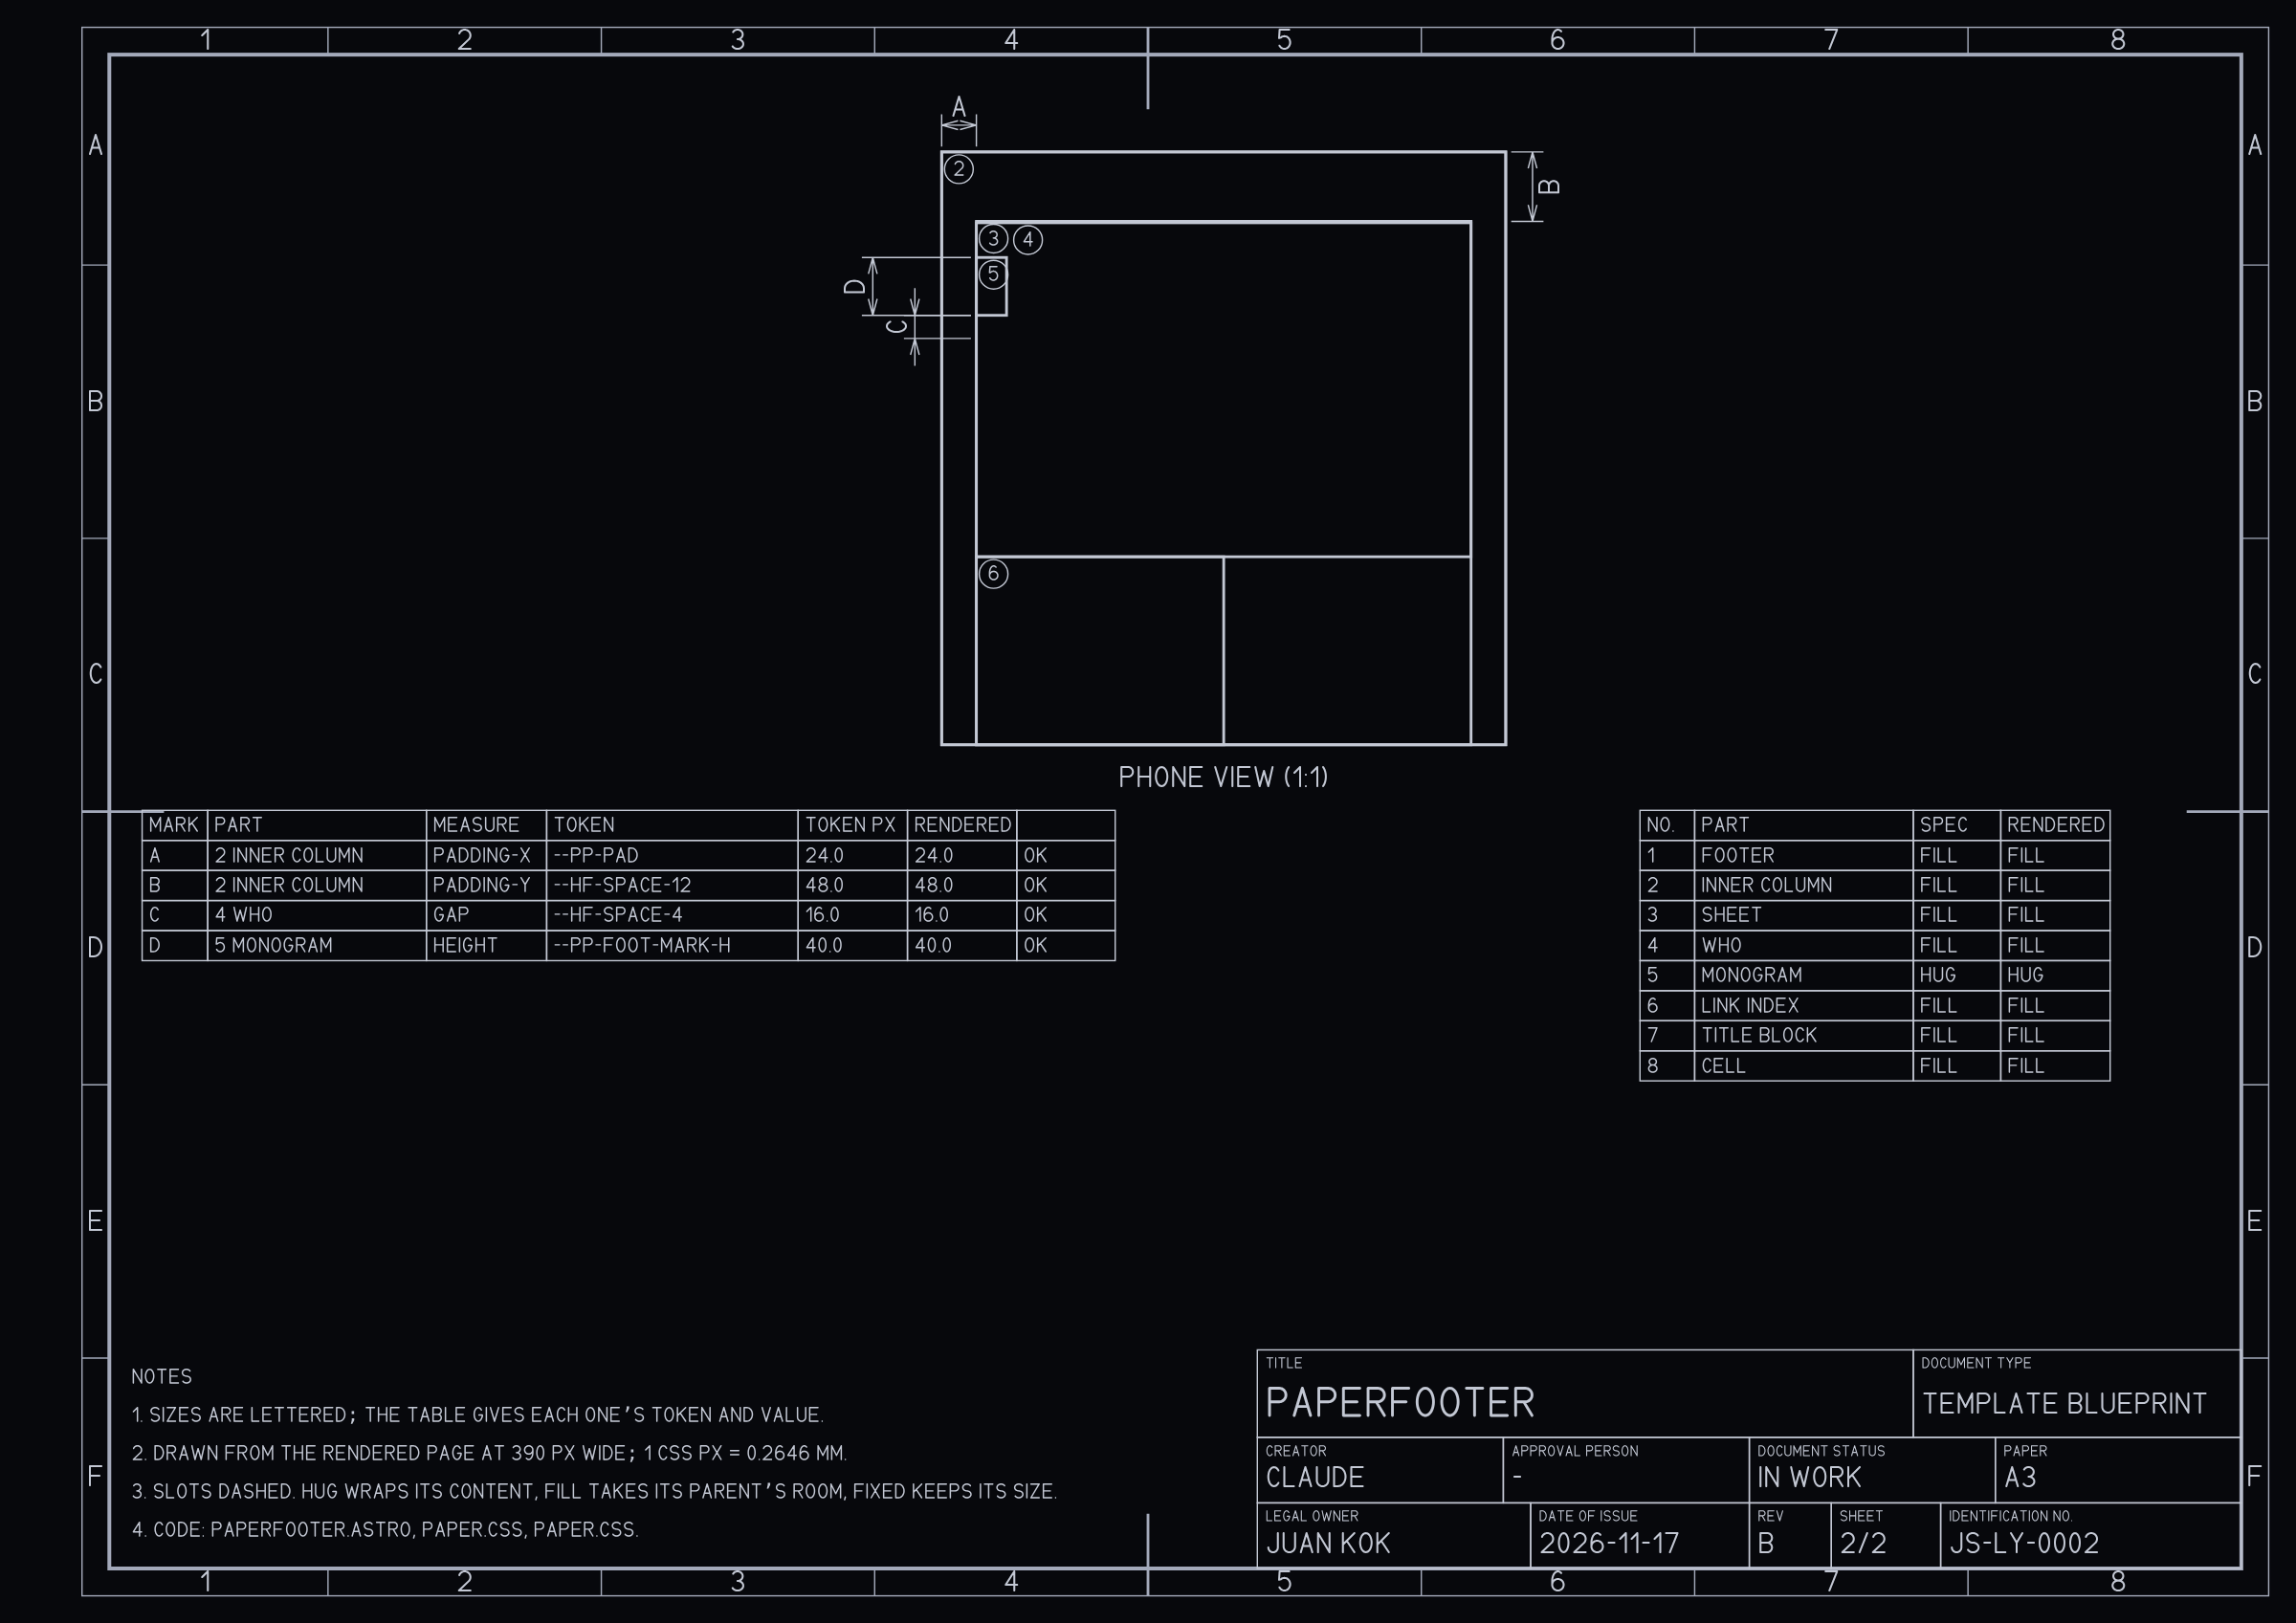 1 2 3 4 5 6 7 8
A A
B B
C C
D D
E E
F F
A
2
B
3 4
5
D
C
6
PHONE VIEW (1:1)
MARK PART MEASURE TOKEN TOKEN PX RENDERED
A 2 INNER COLUMN PADDING-X --PP-PAD 24.0 24.0 OK
B 2 INNER COLUMN PADDING-Y --HF-SPACE-12 48.0 48.0 OK
C 4 WHO GAP --HF-SPACE-4 16.0 16.0 OK
D 5 MONOGRAM HEIGHT --PP-FOOT-MARK-H 40.0 40.0 OK
NO. PART SPEC RENDERED
1 FOOTER FILL FILL
2 INNER COLUMN FILL FILL
3 SHEET FILL FILL
4 WHO FILL FILL
5 MONOGRAM HUG HUG
6 LINK INDEX FILL FILL
7 TITLE BLOCK FILL FILL
8 CELL FILL FILL
NOTES
1. SIZES ARE LETTERED; THE TABLE GIVES EACH ONE'S TOKEN AND VALUE.
2. DRAWN FROM THE RENDERED PAGE AT 390 PX WIDE; 1 CSS PX = 0.2646 MM.
3. SLOTS DASHED. HUG WRAPS ITS CONTENT, FILL TAKES ITS PARENT'S ROOM, FIXED KEEPS ITS SIZE.
4. CODE: PAPERFOOTER.ASTRO, PAPER.CSS, PAPER.CSS.
TITLE DOCUMENT TYPE
PAPERFOOTER TEMPLATE BLUEPRINT
CREATOR APPROVAL PERSON DOCUMENT STATUS PAPER
CLAUDE - IN WORK A3
LEGAL OWNER DATE OF ISSUE REV SHEET IDENTIFICATION NO.
JUAN KOK 2026-11-17 B 2/2 JS-LY-0002
1 2 3 4 5 6 7 8